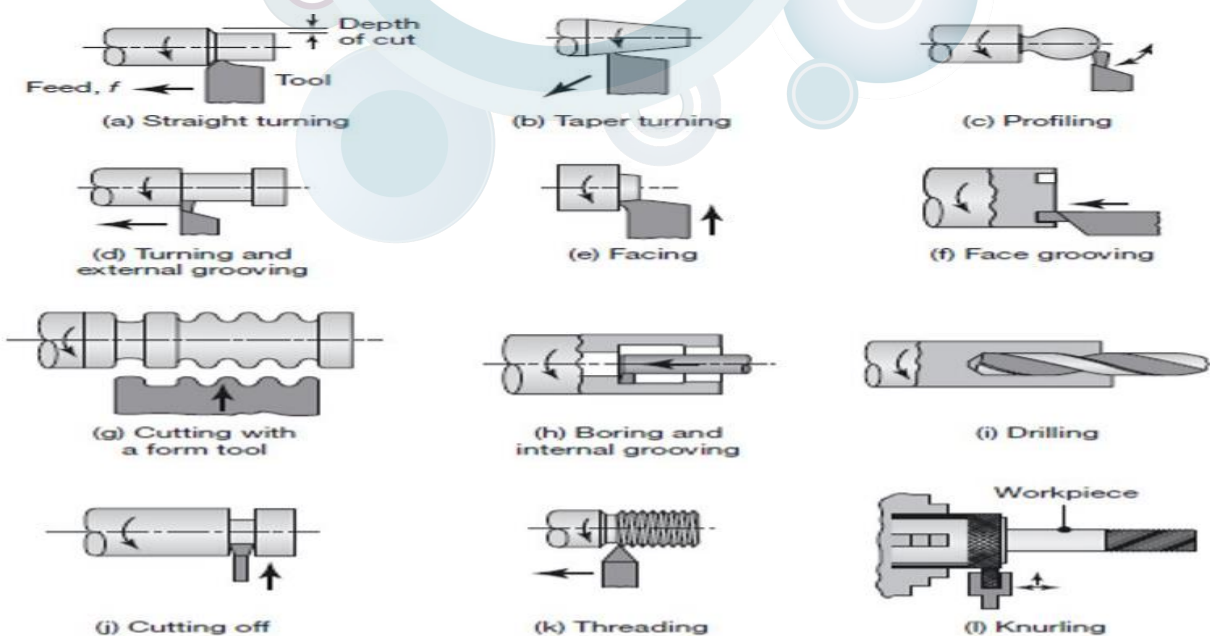 Depth
of cut
Feed, f
Tool
(a) Straight turning
(b) Taper turning
(c) Profiling
(d) Turning and
external grooving
(e) Facing
(f) Face grooving
(g) Cutting with
a form tool
(h) Boring and
internal grooving
(i) Drilling
Workpiece
(j) Cutting off
(k) Threading
(l) Knurling